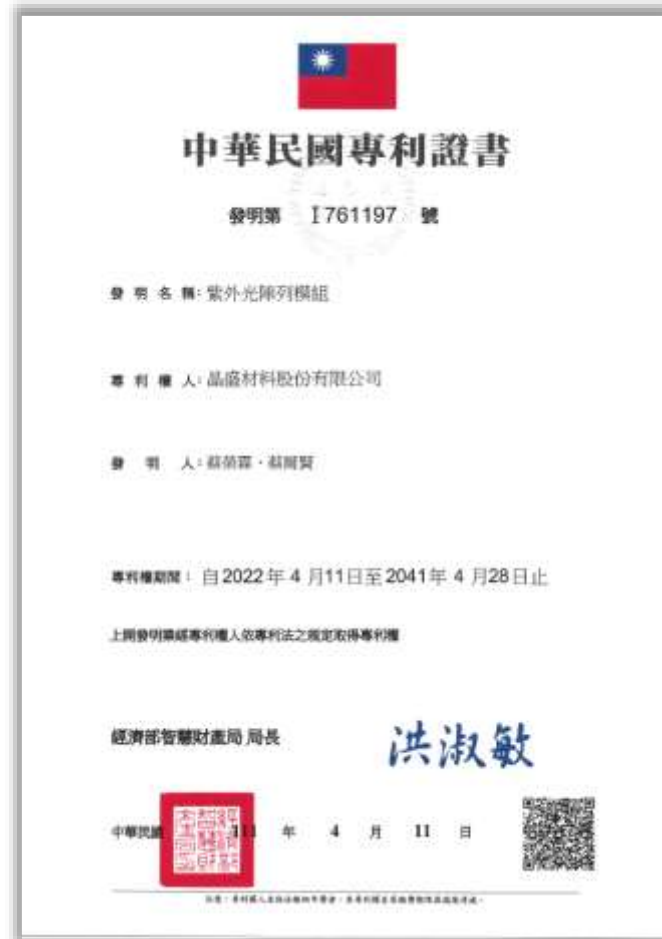 中華民國專利證書
發明第 I761197 號
發明名稱：紫外光陣列模組
專利權人：晶盛材料股份有限公司
發明人：蔡
專利權期間：自2022年4月11日至2041年4月28日止
上開發明業經專利權人依專利法之規定取得專利權
經濟部智慧財產局 局長
洪淑敏
中華民國 111 年 4 月 11 日